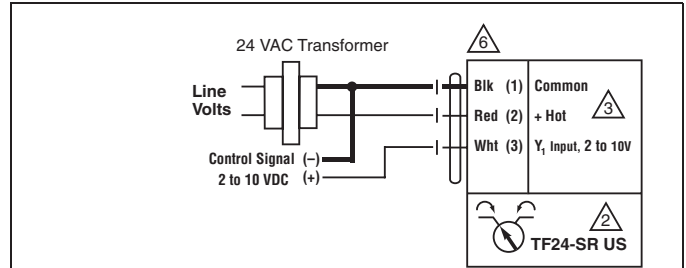 24 VAC Transformer
6
Line
Volts
Blk (1) Common
Red (2) + Hot
3
Wht (3) Y₁ Input, 2 to 10V
Control Signal (–)
2 to 10 VDC (+)
2
TF24-SR US